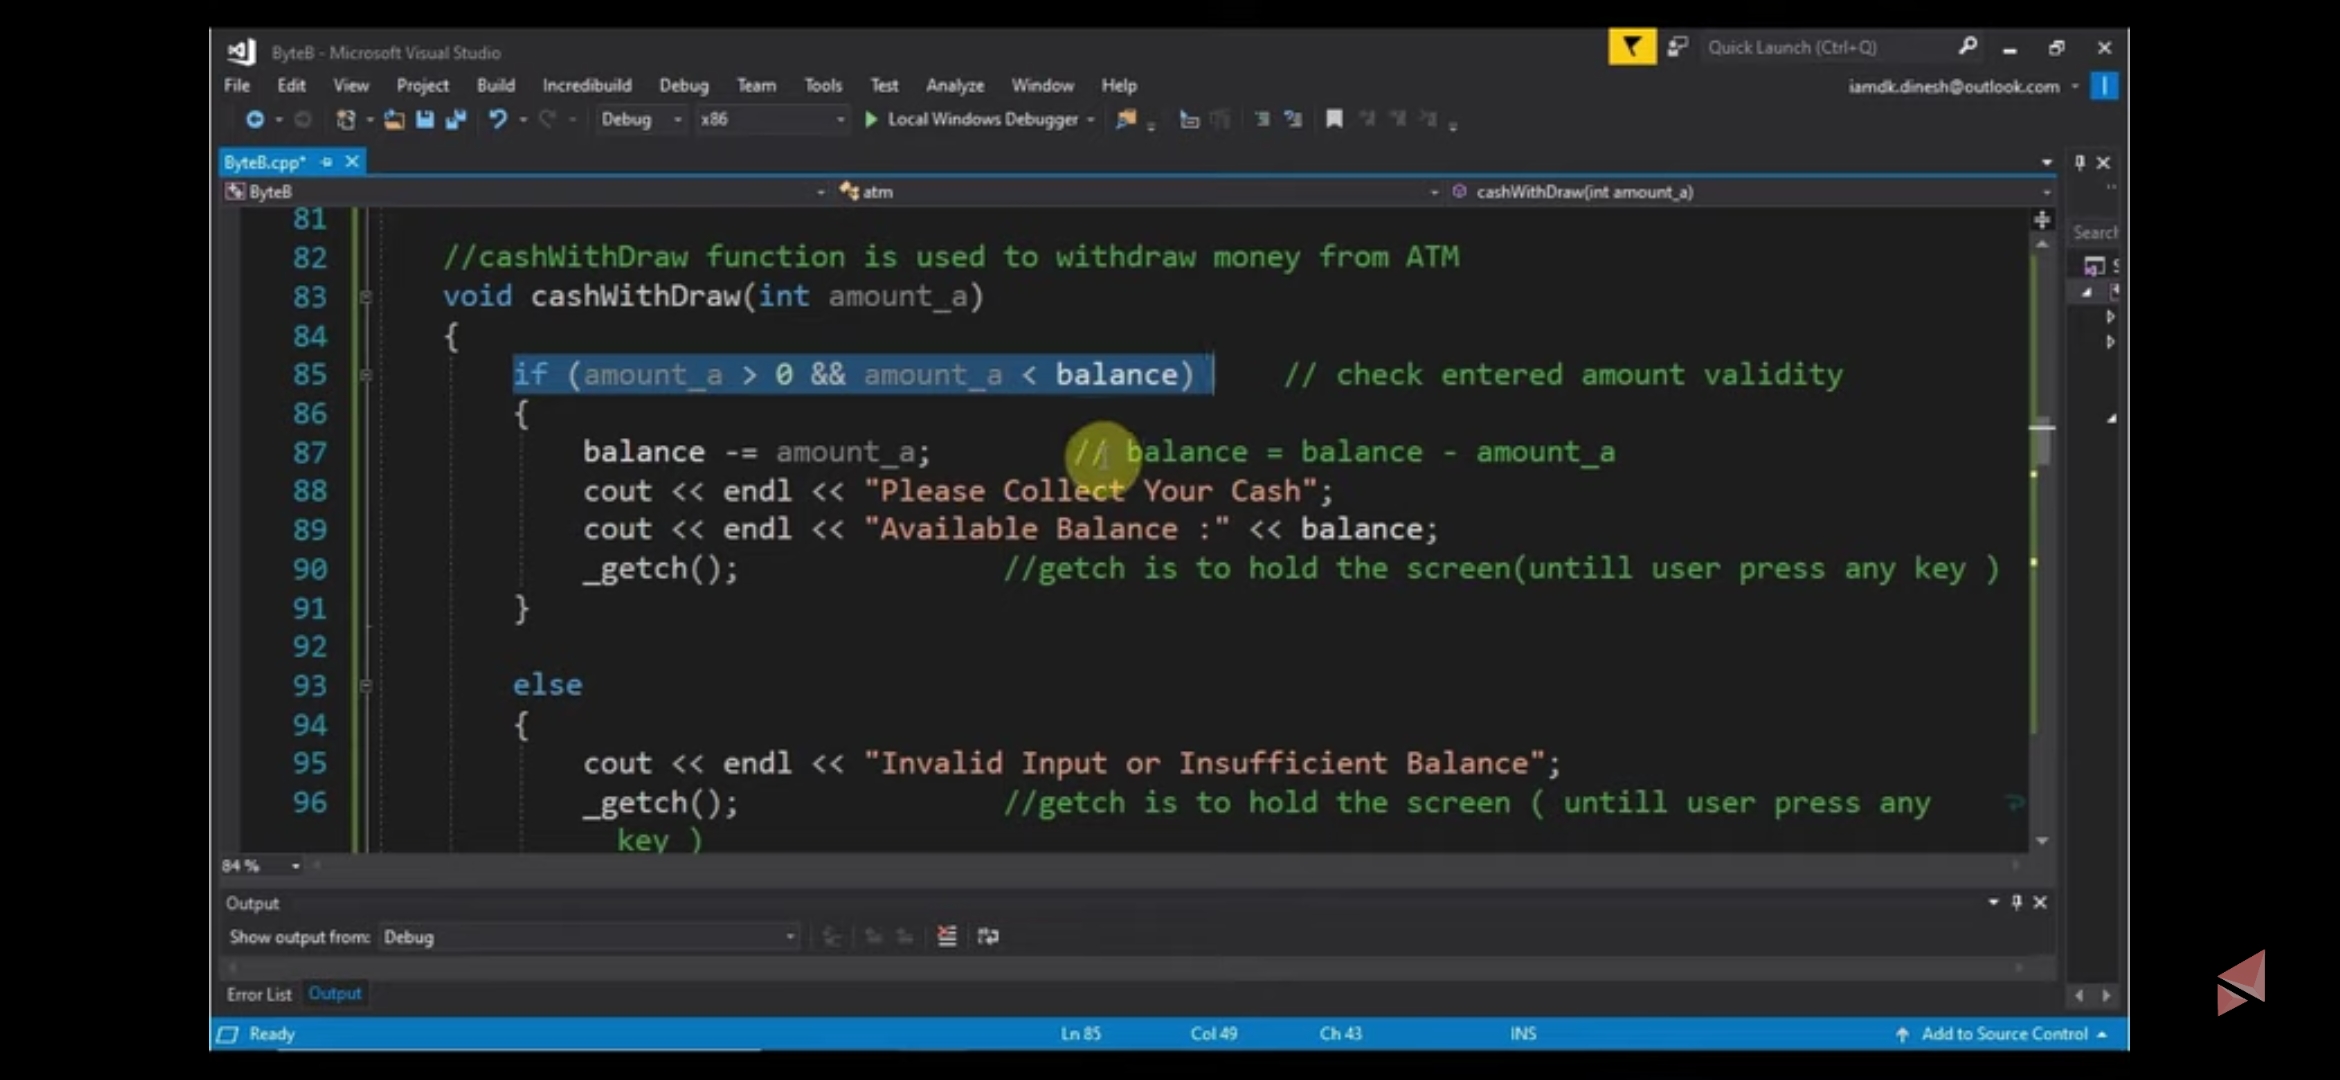 ByteB - Microsoft Visual Studio
Quick Launch (Ctrl+Q)
File Edit View Project Build Incredibuild Debug Team Tools Test Analyze Window Help
iamdk.dinesh@outlook.com
Debug x86 Local Windows Debugger
ByteB.cpp*
ByteB atm cashWithDraw(int amount_a)
Search
81
82 //cashWithDraw function is used to withdraw money from ATM
83 void cashWithDraw(int amount_a)
84 {
85 if (amount_a > 0 && amount_a < balance) // check entered amount validity
86 {
87 balance -= amount_a; // balance = balance - amount_a
88 cout << endl << "Please Collect Your Cash";
89 cout << endl << "Available Balance :" << balance;
90 _getch(); //getch is to hold the screen(untill user press any key )
91 }
92
93 else
94 {
95 cout << endl << "Invalid Input or Insufficient Balance";
96 _getch(); //getch is to hold the screen ( untill user press any
key )
84 %
Output
Show output from: Debug
Error List Output
Ready Ln 85 Col 49 Ch 43 INS Add to Source Control